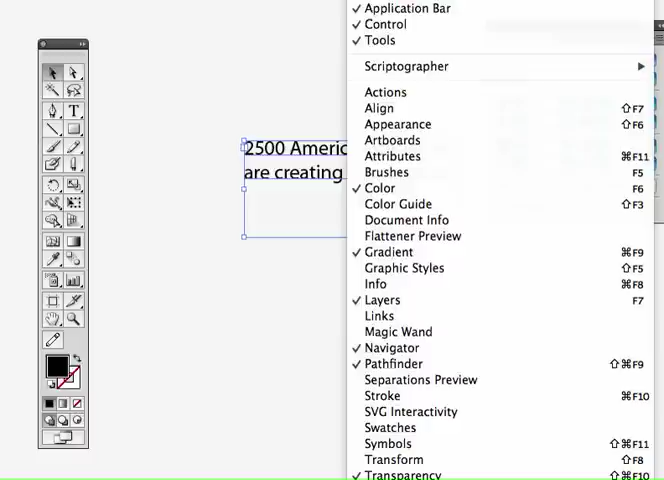 2500 Americ
are creating
Application Bar
Control
Tools
Scriptographer
Actions
Align ⇧F7
Appearance ⇧F6
Artboards
Attributes ⌘F11
Brushes F5
Color F6
Color Guide ⇧F3
Document Info
Flattener Preview
Gradient ⌘F9
Graphic Styles ⇧F5
Info ⌘F8
Layers F7
Links
Magic Wand
Navigator
Pathfinder ⇧⌘F9
Separations Preview
Stroke ⌘F10
SVG Interactivity
Swatches
Symbols ⇧⌘F11
Transform ⇧F8
Transparency ⇧⌘F10